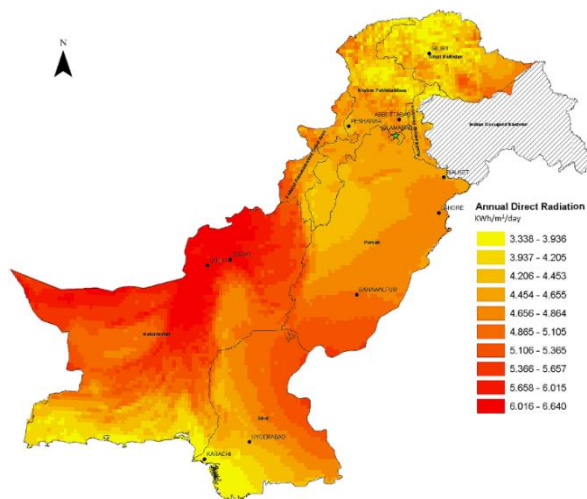 N
GILGIT
Gilgit Baltistan
Khyber Pakhtunkhwa
ABBOTTABAD
PESHAWAR
ISLAMABAD
Indian Occupied Kashmir
SIALKOT
LAHORE
Annual Direct Radiation
KWh/m²/day
3.338 - 3.936
3.937 - 4.205
4.206 - 4.453
4.454 - 4.655
4.656 - 4.864
4.865 - 5.105
5.106 - 5.365
5.366 - 5.657
5.658 - 6.015
6.016 - 6.640
Punjab
BAHAWALPUR
Balochistan
Sindh
HYDERABAD
KARACHI